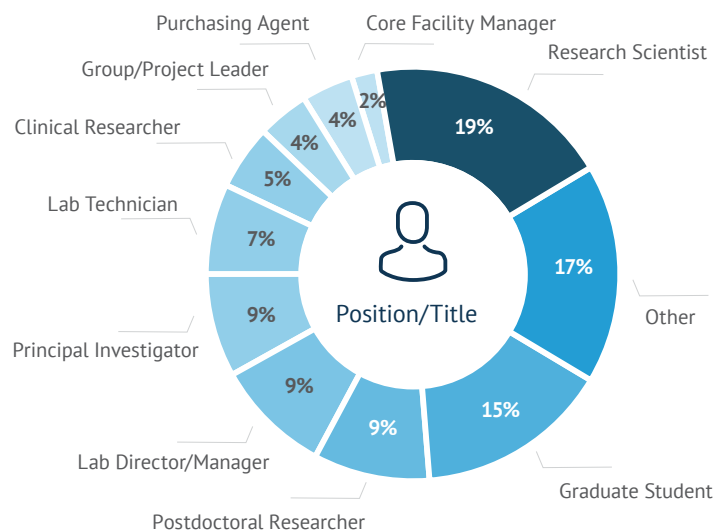 Purchasing Agent
Core Facility Manager
Group/Project Leader
Research Scientist
Clinical Researcher
Lab Technician
Principal Investigator
Lab Director/Manager
Postdoctoral Researcher
Graduate Student
Other
19%
17%
15%
9%
9%
9%
7%
5%
4%
4%
2%
Position/Title